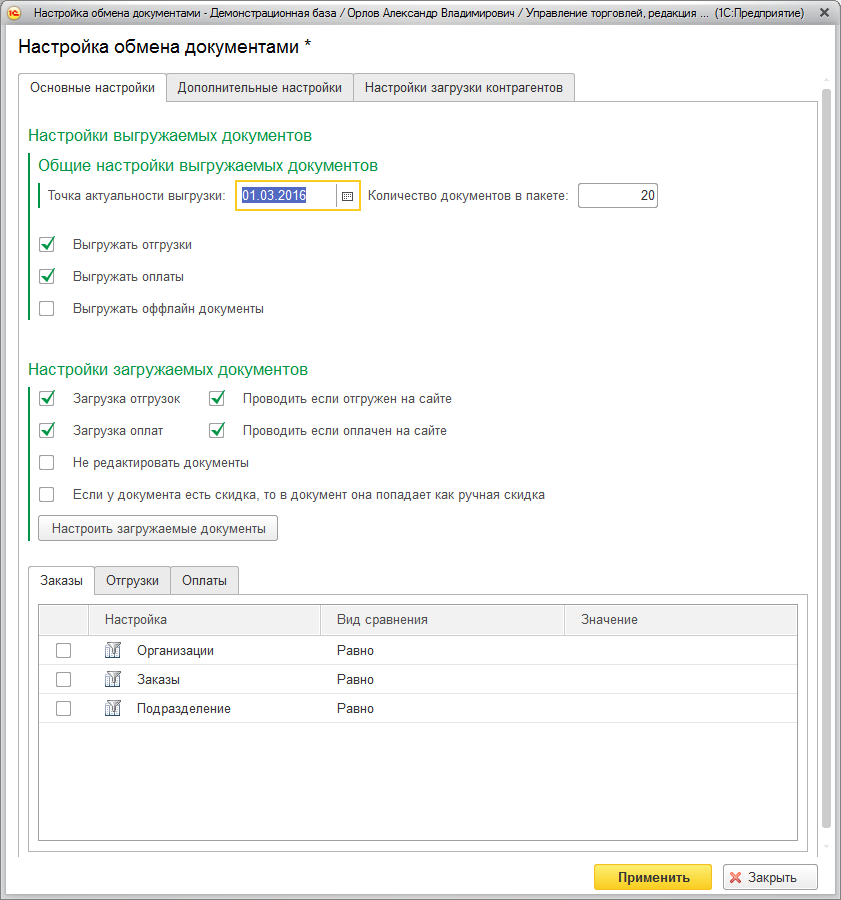 Настройка обмена документами - Демонстрационная база / Орлов Александр Владимирович / Управление торговлей, редакция ... (1С:Предприятие)
Настройка обмена документами *
Основные настройки Дополнительные настройки Настройки загрузки контрагентов
Настройки выгружаемых документов
Общие настройки выгружаемых документов
Точка актуальности выгрузки: 01.03.2016 Количество документов в пакете: 20
Выгружать отгрузки
Выгружать оплаты
Выгружать оффлайн документы
Настройки загружаемых документов
Загрузка отгрузок Проводить если отгружен на сайте
Загрузка оплат Проводить если оплачен на сайте
Не редактировать документы
Если у документа есть скидка, то в документ она попадает как ручная скидка
Настроить загружаемые документы
Заказы Отгрузки Оплаты
Настройка Вид сравнения Значение
Организации Равно
Заказы Равно
Подразделение Равно
Применить Закрыть